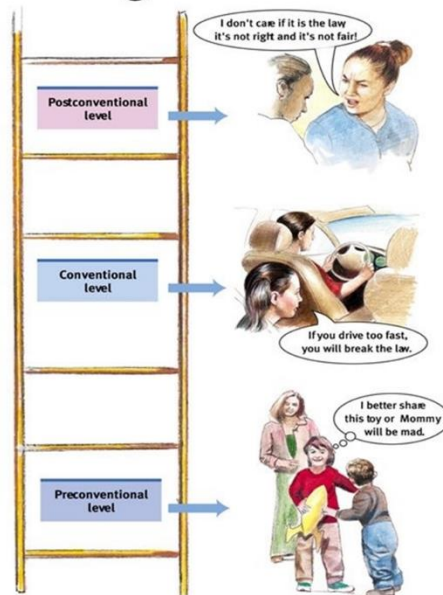 I don't care if it is the law
it's not right and it's not fair!
Postconventional
level
Conventional
level
If you drive too fast,
you will break the law.
I better share
this toy or Mommy
will be mad.
Preconventional
level